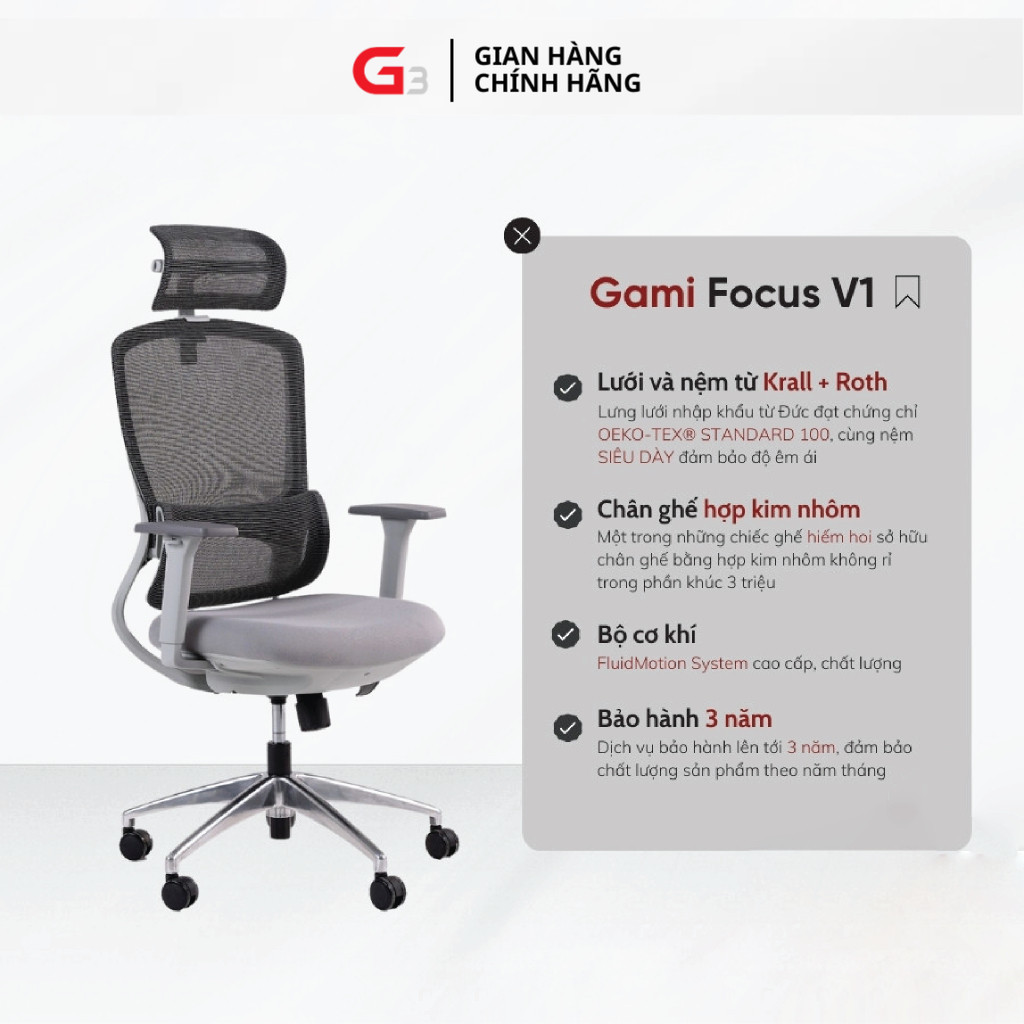 G3
GIAN HÀNG
CHÍNH HÃNG
Gami Focus V1
Lưới và nệm từ Krall + Roth
Lưng lưới nhập khẩu từ Đức đạt chứng chỉ
OEKO-TEX® STANDARD 100, cùng nệm
SIÊU DÀY đảm bảo độ êm ái
Chân ghế hợp kim nhôm
Một trong những chiếc ghế hiếm hoi sở hữu
chân ghế bằng hợp kim nhôm không rỉ
trong phần khúc 3 triệu
Bộ cơ khí
FluidMotion System cao cấp, chất lượng
Bảo hành 3 năm
Dịch vụ bảo hành lên tới 3 năm, đảm bảo
chất lượng sản phẩm theo năm tháng